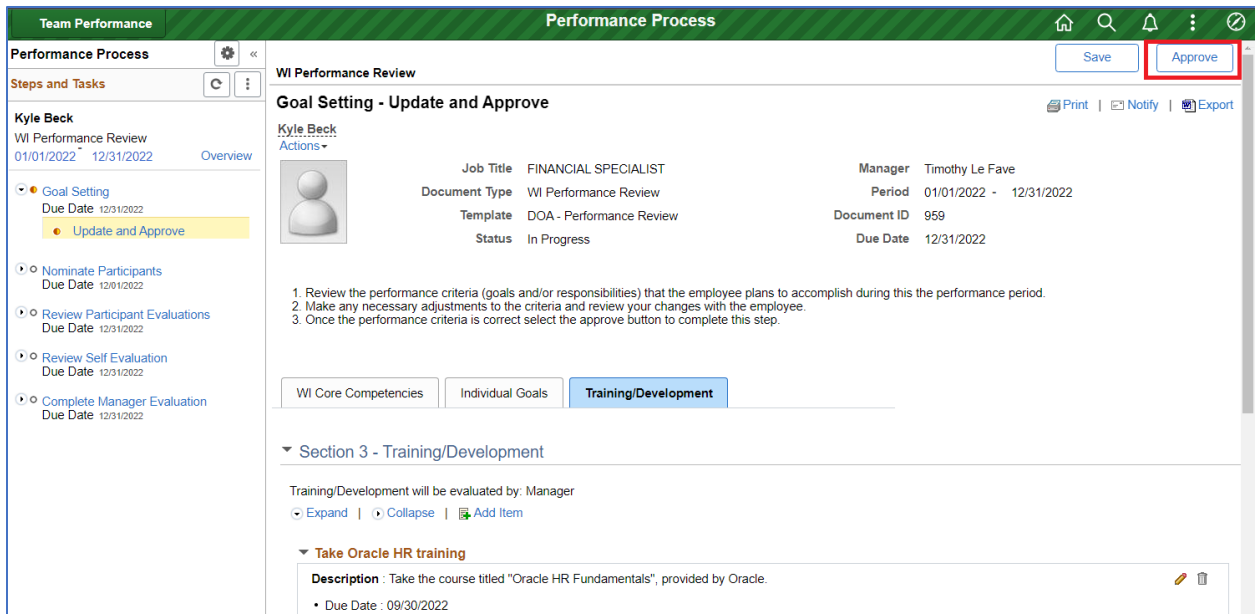 Team Performance
Performance Process
Performance Process
«
Save
Approve
Steps and Tasks
WI Performance Review
Kyle Beck
WI Performance Review
01/01/2022 - 12/31/2022 Overview
Goal Setting
Due Date 12/31/2022
Update and Approve
Nominate Participants
Due Date 12/01/2022
Review Participant Evaluations
Due Date 12/31/2022
Review Self Evaluation
Due Date 12/31/2022
Complete Manager Evaluation
Due Date 12/31/2022
Goal Setting - Update and Approve
Print | Notify | Export
Kyle Beck
Actions
Job Title FINANCIAL SPECIALIST Manager Timothy Le Fave
Document Type WI Performance Review Period 01/01/2022 - 12/31/2022
Template DOA - Performance Review Document ID 959
Status In Progress Due Date 12/31/2022
1. Review the performance criteria (goals and/or responsibilities) that the employee plans to accomplish during this the performance period.
2. Make any necessary adjustments to the criteria and review your changes with the employee.
3. Once the performance criteria is correct select the approve button to complete this step.
WI Core Competencies Individual Goals Training/Development
Section 3 - Training/Development
Training/Development will be evaluated by: Manager
Expand | Collapse | Add Item
Take Oracle HR training
Description : Take the course titled "Oracle HR Fundamentals", provided by Oracle.
• Due Date : 09/30/2022